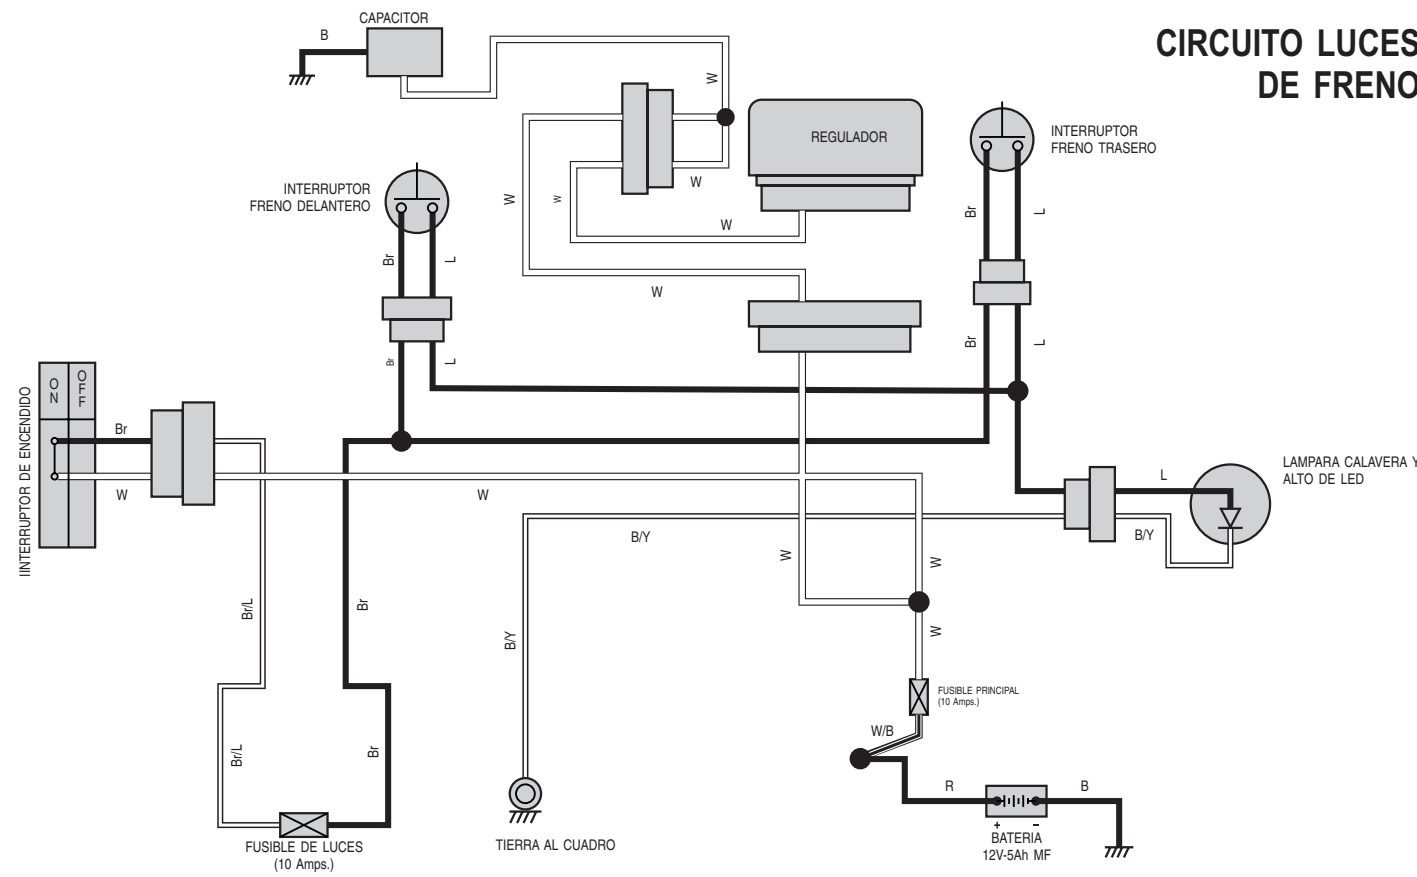 CIRCUITO LUCES
DE FRENO
CAPACITOR
B
W
REGULADOR
INTERRUPTOR
FRENO TRASERO
INTERRUPTOR
FRENO DELANTERO
W
W
W
W
W
Br
L
Br
L
Br
L
Br
L
IINTERRUPTOR DE ENCENDIDO
ON
OFF
Br
W
W
LAMPARA CALAVERA Y
ALTO DE LED
L
B/Y
B/Y
W
W
W
Br/L
Br
B/Y
Br/L
Br
FUSIBLE PRINCIPAL
(10 Amps.)
W/B
R
B
+
−
BATERIA
12V-5Ah MF
FUSIBLE DE LUCES
(10 Amps.)
TIERRA AL CUADRO